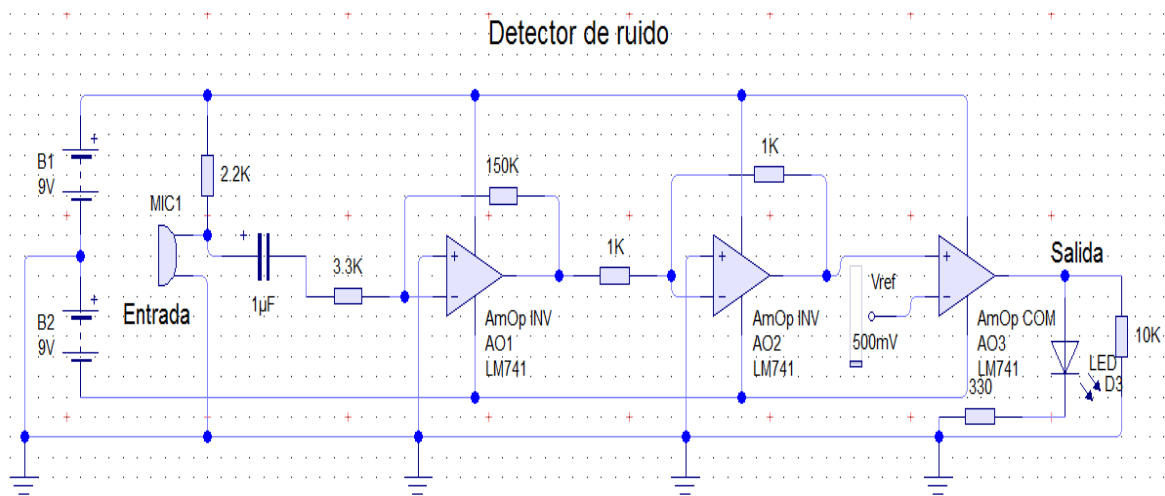 Detector de ruido
B1
9V
2.2K
MIC1
Entrada
B2
9V
1µF
3.3K
150K
AmOp INV
AO1
LM741
1K
1K
AmOp INV
AO2
LM741
Vref
500mV
AmOp COM
AO3
LM741
Salida
LED
D3
330
10K